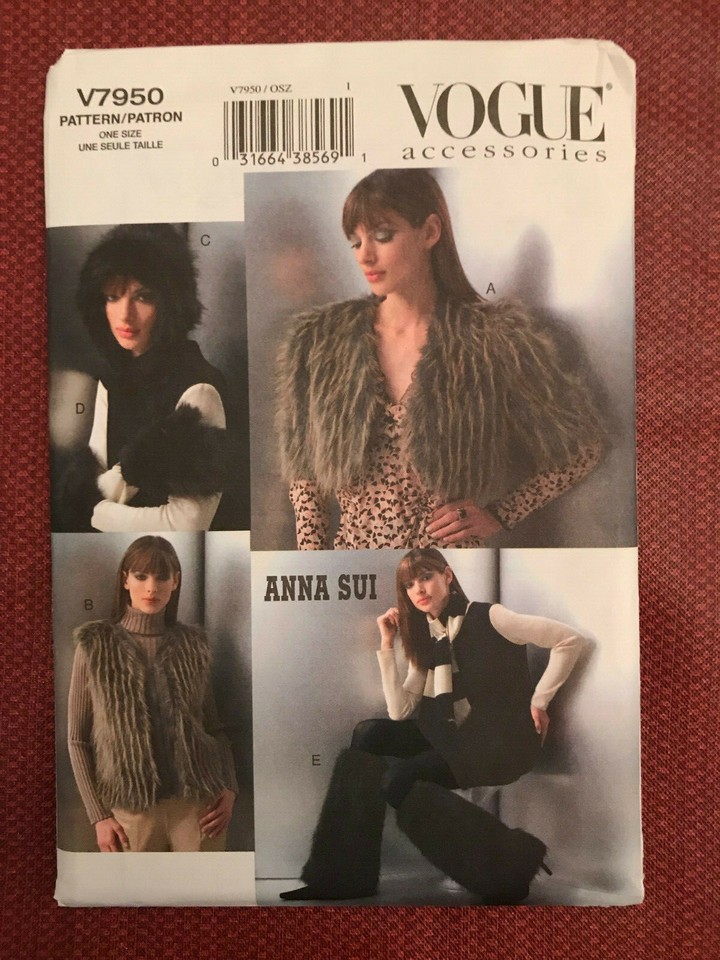 V7950
PATTERN/PATRON
ONE SIZE
UNE SEULE TAILLE
V7950 / OSZ 1
0 31664 38569 1
VOGUE®
accessories
C
A
D
B
ANNA SUI
E